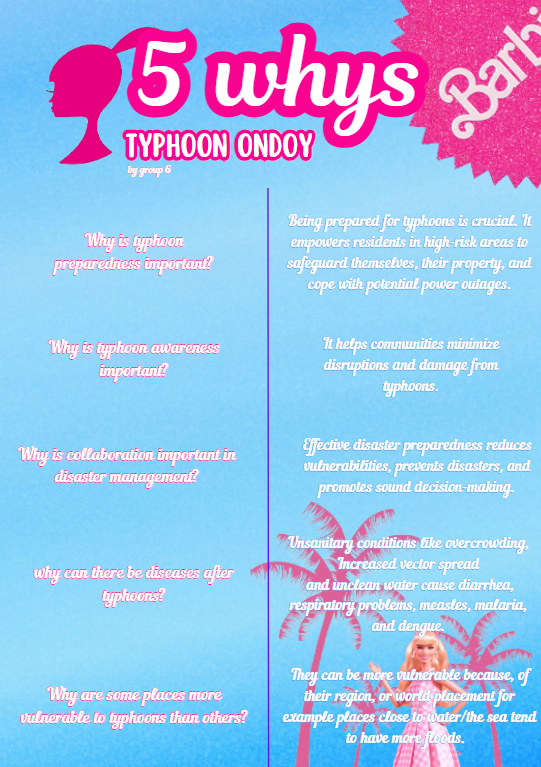 5 whys
Barbi
TYPHOON ONDOY
by group 6
Why is typhoon
preparedness important?
Being prepared for typhoons is crucial. It
empowers residents in high-risk areas to
safeguard themselves, their property, and
cope with potential power outages.
Why is typhoon awareness
important?
It helps communities minimize
disruptions and damage from
typhoons.
Why is collaboration important in
disaster management?
Effective disaster preparedness reduces
vulnerabilities, prevents disasters, and
promotes sound decision-making.
why can there be diseases after
typhoons?
Unsanitary conditions like overcrowding,
Increased vector spread
and unclean water cause diarrhea,
respiratory problems, measles, malaria,
and dengue.
Why are some places more
vulnerable to typhoons than others?
They can be more vulnerable because, of
their region, or world placement for
example places close to water/the sea tend
to have more floods.